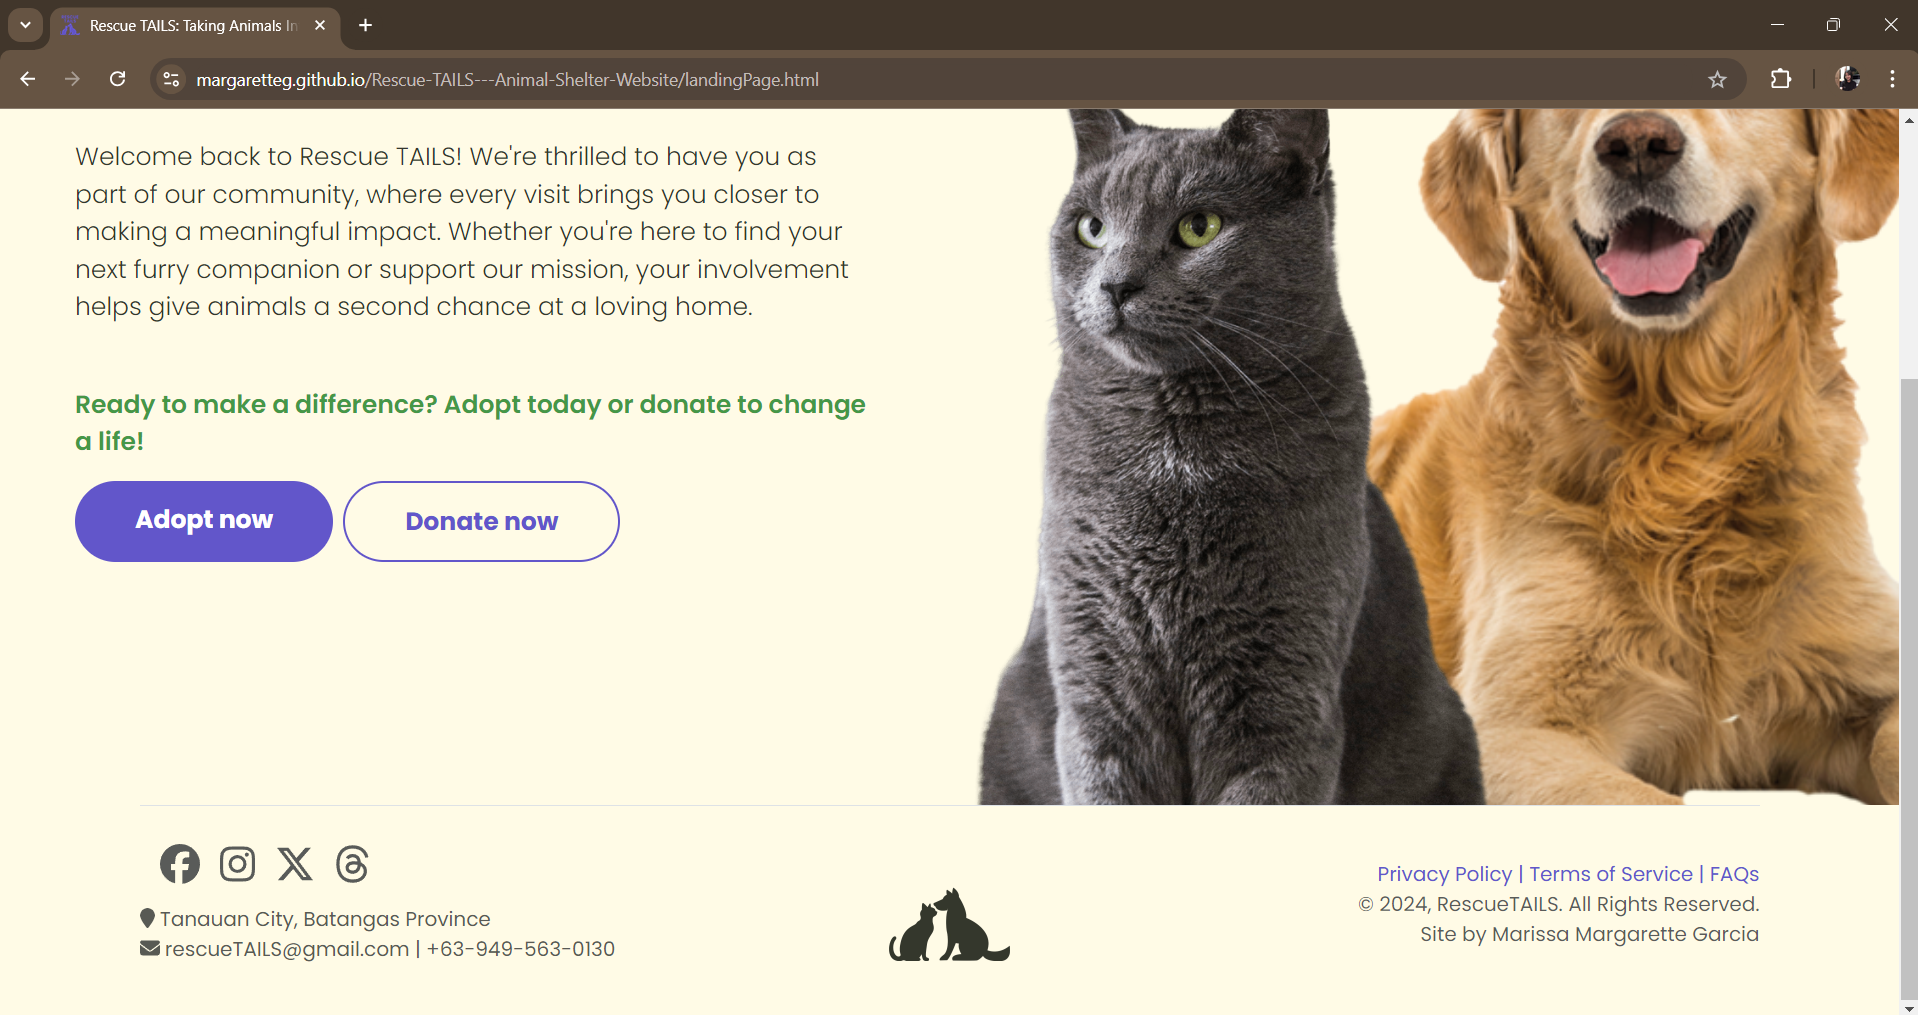 Rescue TAILS: Taking Animals In
margaretteg.github.io/Rescue-TAILS---Animal-Shelter-Website/landingPage.html
Welcome back to Rescue TAILS! We're thrilled to have you as
part of our community, where every visit brings you closer to
making a meaningful impact. Whether you're here to find your
next furry companion or support our mission, your involvement
helps give animals a second chance at a loving home.
Ready to make a difference? Adopt today or donate to change
a life!
Adopt now
Donate now
Tanauan City, Batangas Province
rescueTAILS@gmail.com | +63-949-563-0130
Privacy Policy | Terms of Service | FAQs
© 2024, RescueTAILS. All Rights Reserved.
Site by Marissa Margarette Garcia